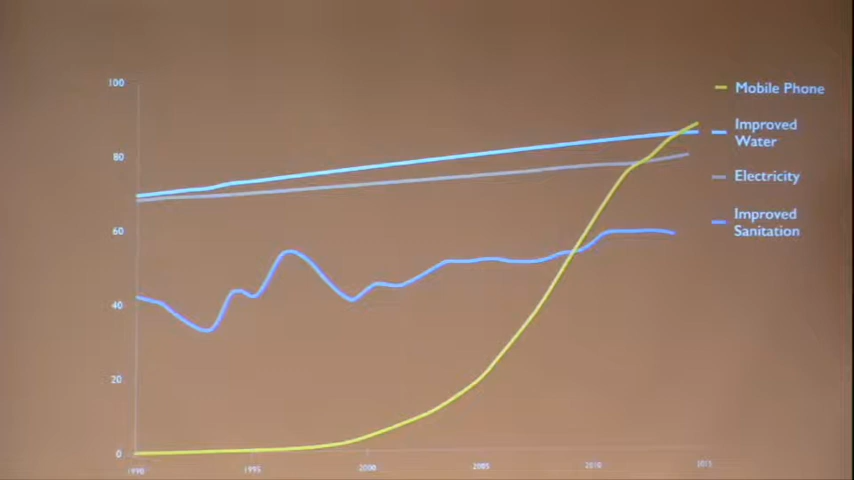 100
80
60
40
20
0
1990
1995
2000
2005
2010
2015
Mobile Phone
Improved
Water
Electricity
Improved
Sanitation